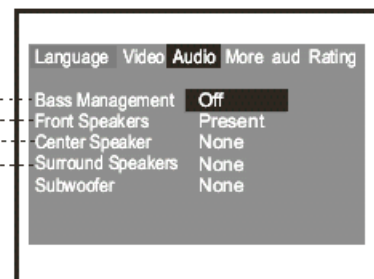 Language Video Audio More aud Rating
Bass Management Off
Front Speakers Present
Center Speaker None
Surround Speakers None
Subwoofer None